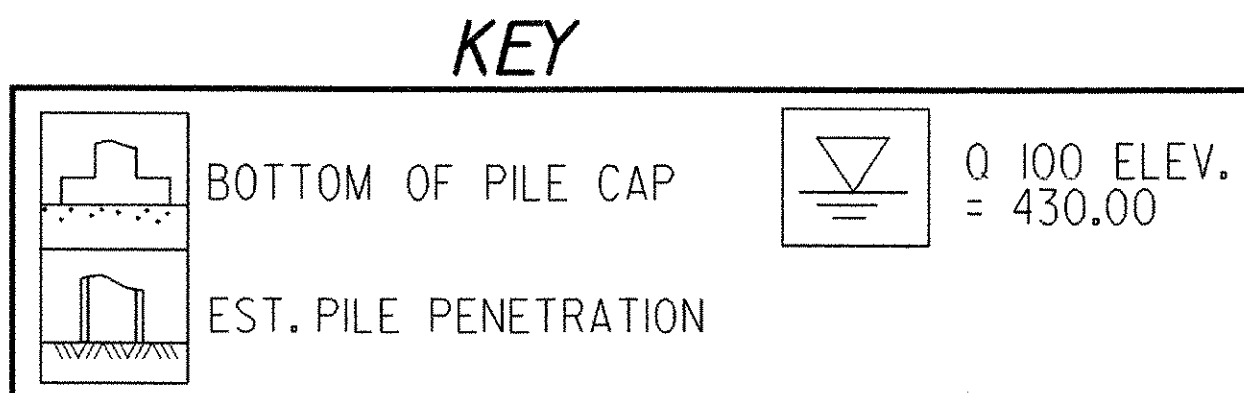 KEY
BOTTOM OF PILE CAP
Q 100 ELEV.
= 430.00
EST. PILE PENETRATION